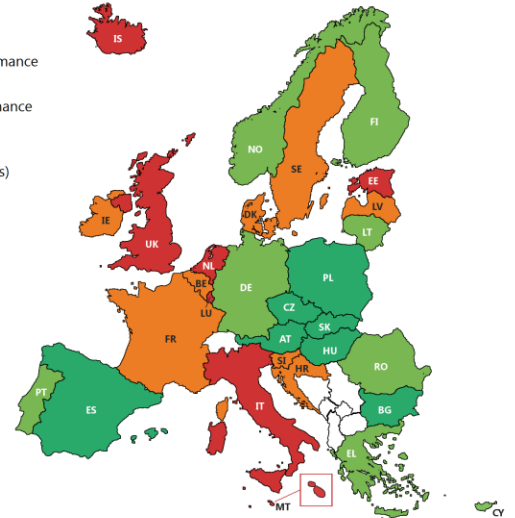 IS
mance
nance
s)
NO
FI
SE
EE
LV
LT
DK
IE
UK
NL
BE
LU
DE
PL
CZ
SK
AT
HU
FR
SI
HR
RO
PT
ES
IT
BG
EL
MT
CY